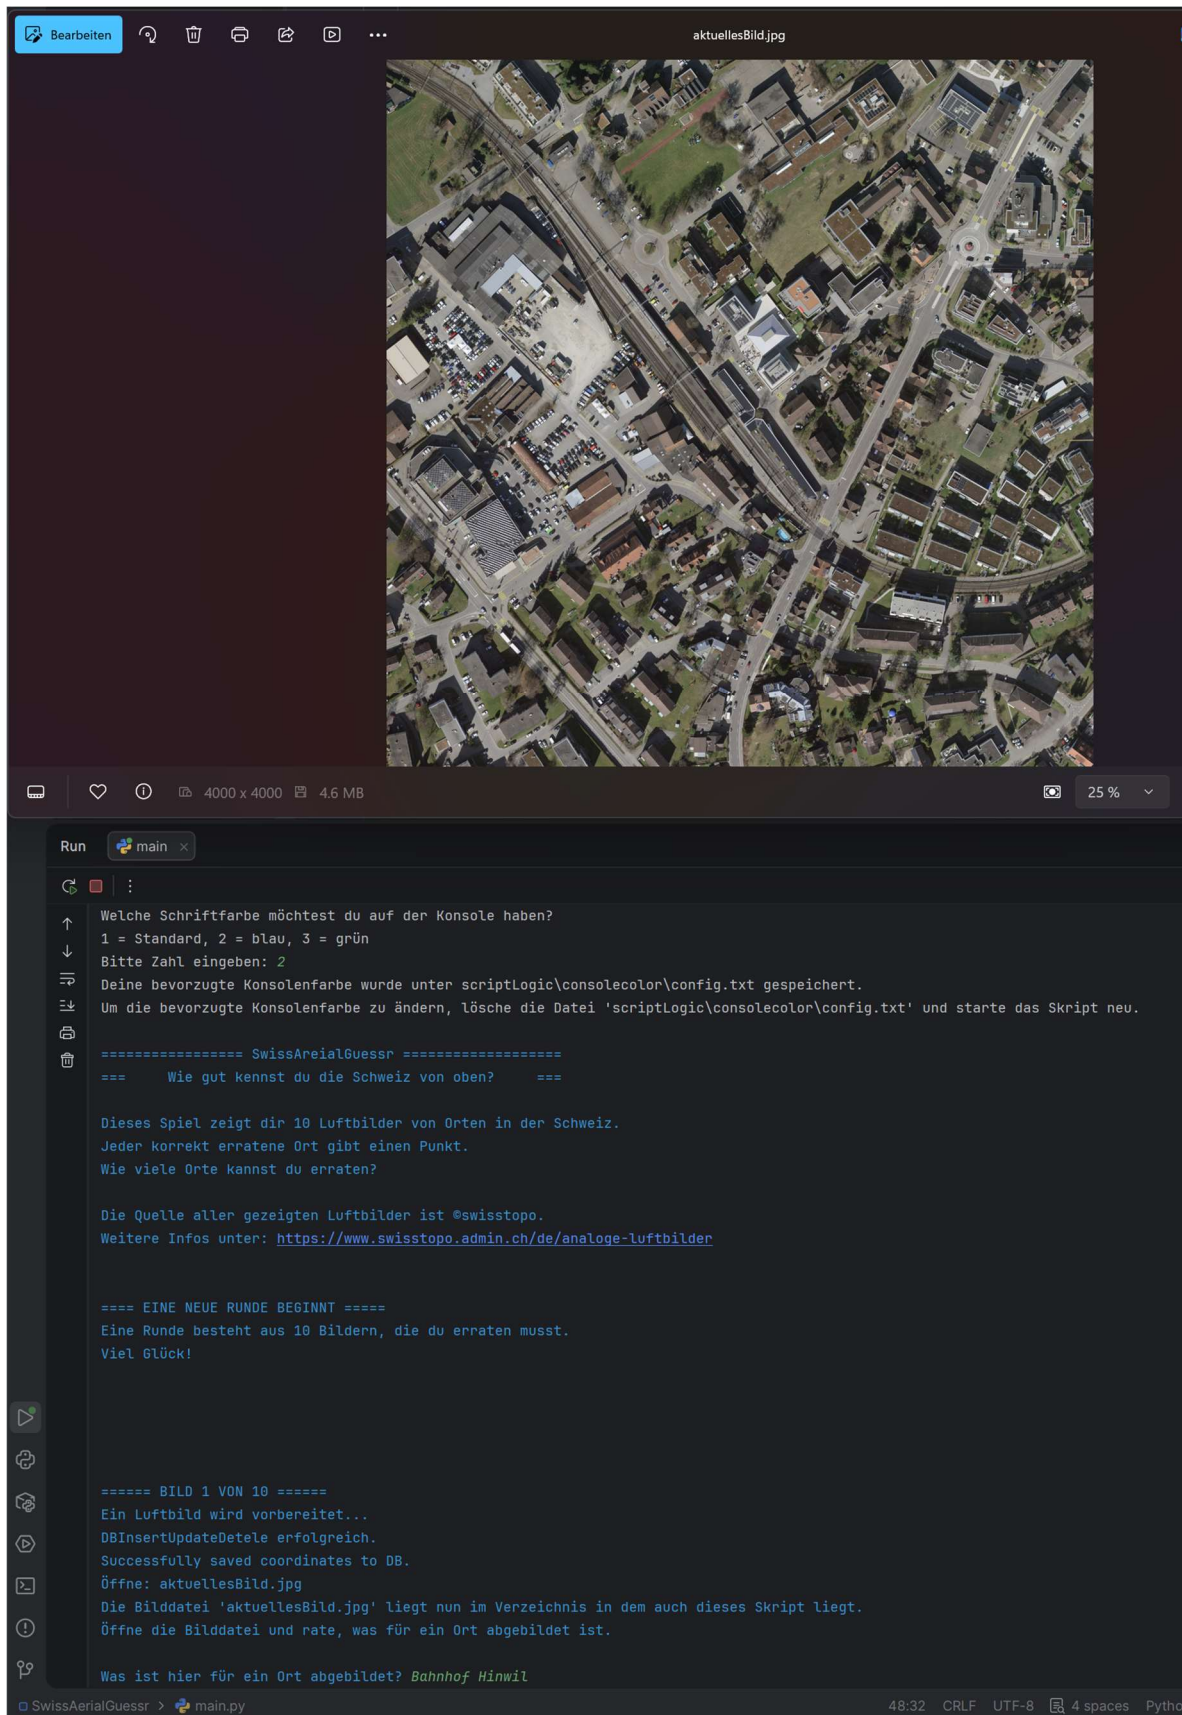 Bearbeiten
aktuellesBild.jpg
4000 x 4000 4.6 MB
25 %
Run main
Welche Schriftfarbe möchtest du auf der Konsole haben?
1 = Standard, 2 = blau, 3 = grün
Bitte Zahl eingeben: 2
Deine bevorzugte Konsolenfarbe wurde unter scriptLogic\consolecolor\config.txt gespeichert.
Um die bevorzugte Konsolenfarbe zu ändern, lösche die Datei 'scriptLogic\consolecolor\config.txt' und starte das Skript neu.
================= SwissAreialGuessr ===================
=== Wie gut kennst du die Schweiz von oben? ===
Dieses Spiel zeigt dir 10 Luftbilder von Orten in der Schweiz.
Jeder korrekt erratene Ort gibt einen Punkt.
Wie viele Orte kannst du erraten?
Die Quelle aller gezeigten Luftbilder ist ©swisstopo.
Weitere Infos unter: https://www.swisstopo.admin.ch/de/analoge-luftbilder
==== EINE NEUE RUNDE BEGINNT =====
Eine Runde besteht aus 10 Bildern, die du erraten musst.
Viel Glück!
====== BILD 1 VON 10 ======
Ein Luftbild wird vorbereitet...
DBInsertUpdateDetele erfolgreich.
Successfully saved coordinates to DB.
Öffne: aktuellesBild.jpg
Die Bilddatei 'aktuellesBild.jpg' liegt nun im Verzeichnis in dem auch dieses Skript liegt.
Öffne die Bilddatei und rate, was für ein Ort abgebildet ist.
Was ist hier für ein Ort abgebildet? Bahnhof Hinwil
SwissAerialGuessr > main.py 48:32 CRLF UTF-8 4 spaces Pytho